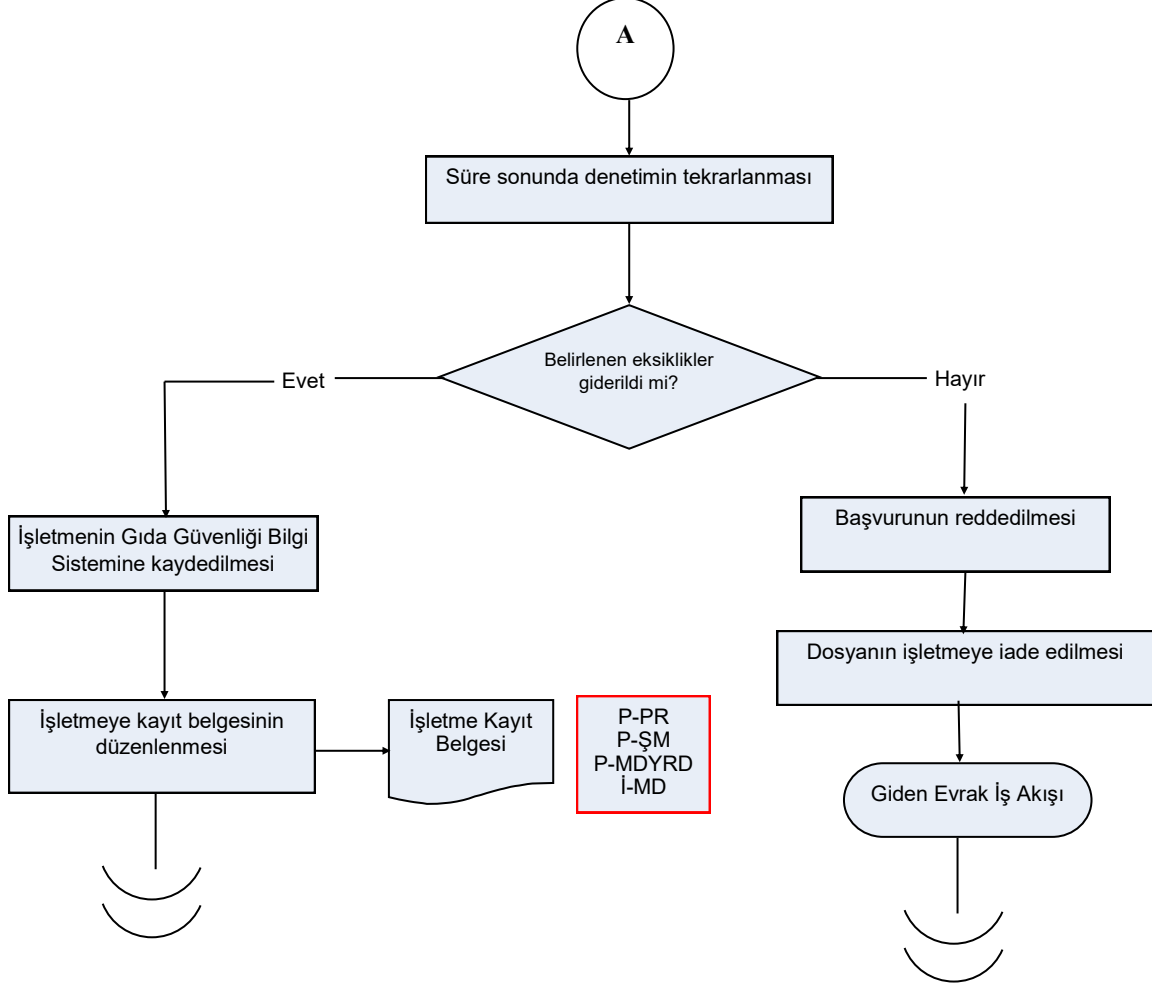 A
Süre sonunda denetimin tekrarlanması
Belirlenen eksiklikler
giderildi mi?
Evet
Hayır
İşletmenin Gıda Güvenliği Bilgi
Sistemine kaydedilmesi
Başvurunun reddedilmesi
Dosyanın işletmeye iade edilmesi
İşletmeye kayıt belgesinin
düzenlenmesi
İşletme Kayıt
Belgesi
P-PR
P-ŞM
P-MDYRD
İ-MD
Giden Evrak İş Akışı